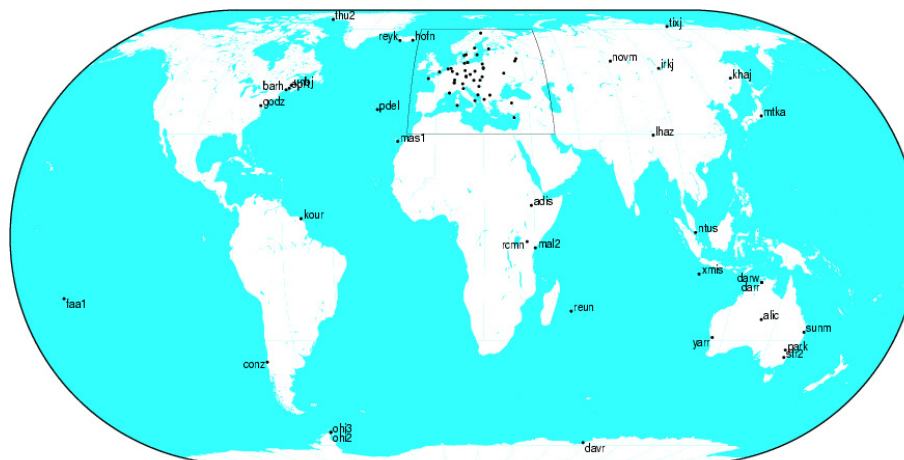 thu2
tixj
reyk
hofn
novm
irkj
khaj
barh
godz
pdel
mtka
mas1
lhaz
adis
kour
ntus
rcmn
mal2
xmis
darw
darr
faa1
reun
alic
sunm
yarr
park
str2
conz
ohi3
ohi2
davr